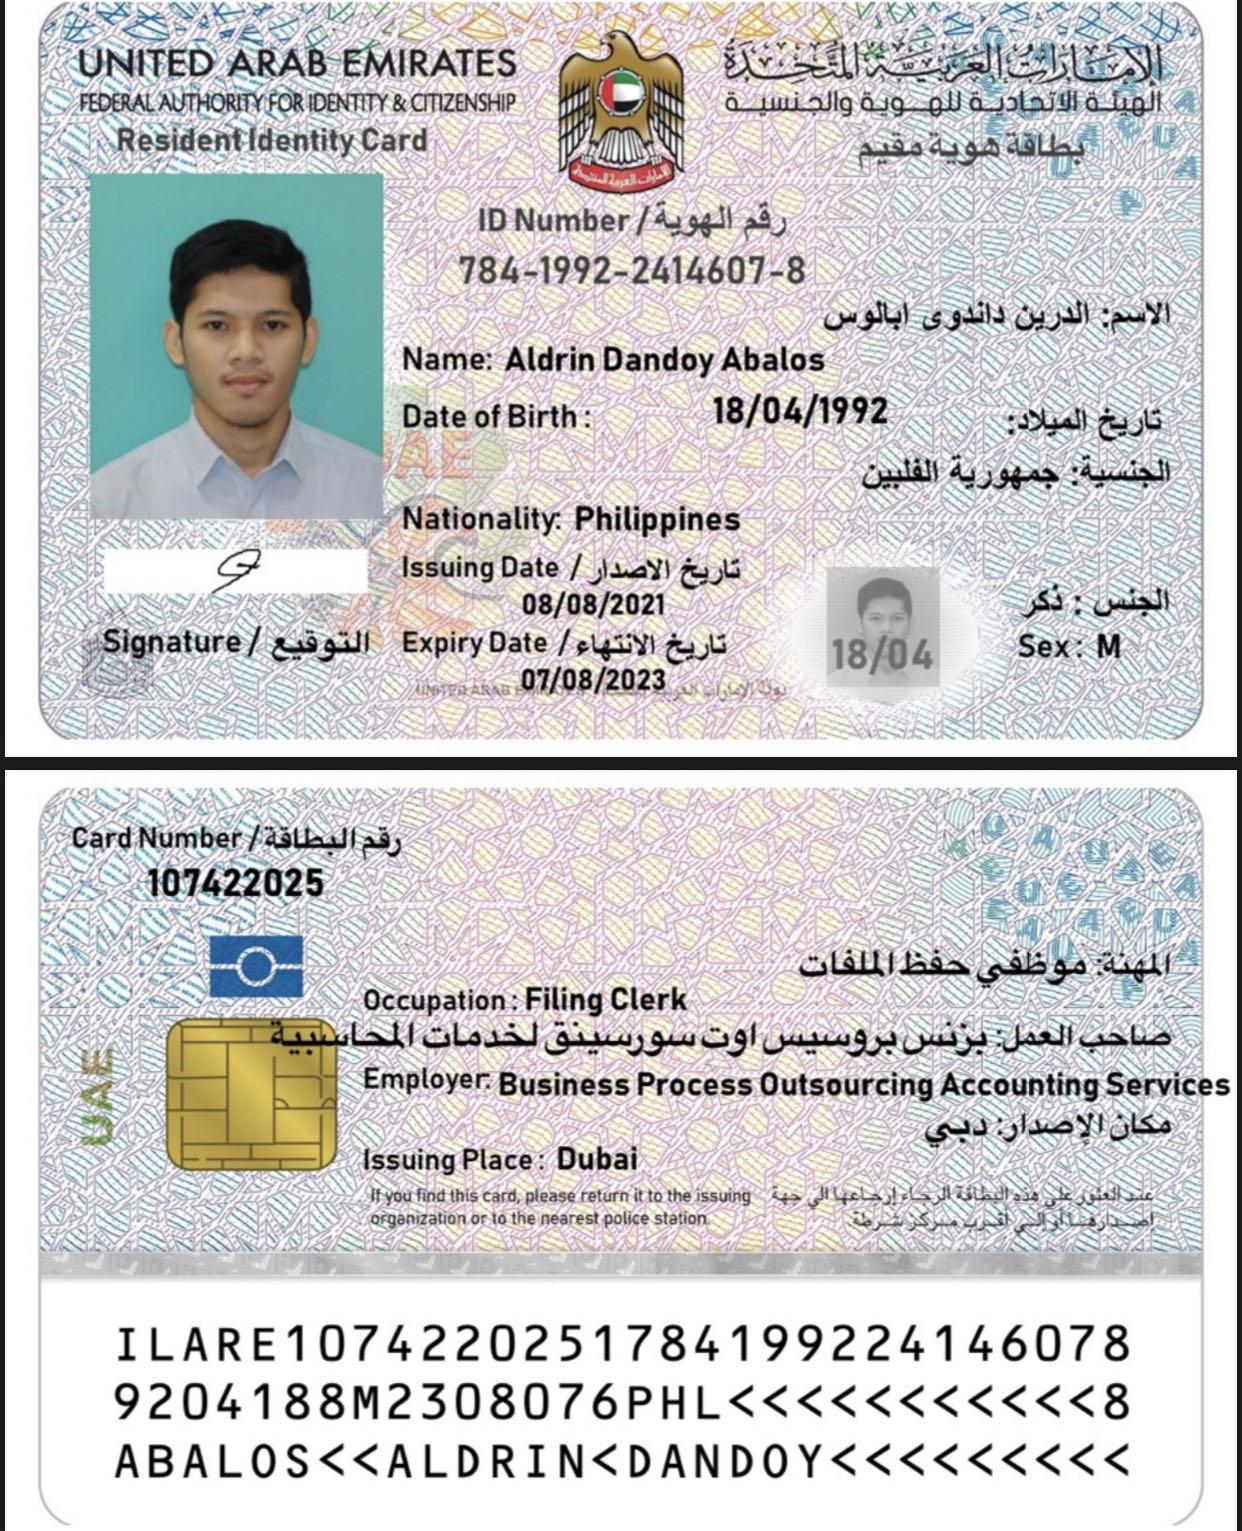 UNITED ARAB EMIRATES
الإمارات العربية المتحدة
FEDERAL AUTHORITY FOR IDENTITY & CITIZENSHIP
الهيئة الاتحادية للهوية والجنسية
Resident Identity Card
بطاقة هوية مقيم
ID Number / رقم الهوية
784-1992-2414607-8
الاسم: الدرين داندوى ابالوس
Name: Aldrin Dandoy Abalos
Date of Birth : 18/04/1992 تاريخ الميلاد:
الجنسية: جمهورية الفلبين
Nationality: Philippines
Issuing Date / تاريخ الاصدار
08/08/2021
الجنس : ذكر
Expiry Date / تاريخ الانتهاء
07/08/2023
18/04
Sex : M
Signature / التوقيع
Card Number / رقم البطاقة
107422025
المهنة: موظفي حفظ الملفات
Occupation : Filing Clerk
صاحب العمل: بزنس بروسيس اوت سورسينق لخدمات المحاسبية
Employer: Business Process Outsourcing Accounting Services
مكان الإصدار: دبي
Issuing Place : Dubai
UAE
If you find this card, please return it to the issuing
organization or to the nearest police station.
عند العثور على هذه البطاقة الرجاء إرجاعها الي جهة
اصدارها أو الي أقرب مركز شرطة.
ILARE1074220251784199224146078
9204188M2308076PHL<<<<<<<<<<<8
ABALOS<<ALDRIN<DANDOY<<<<<<<<<